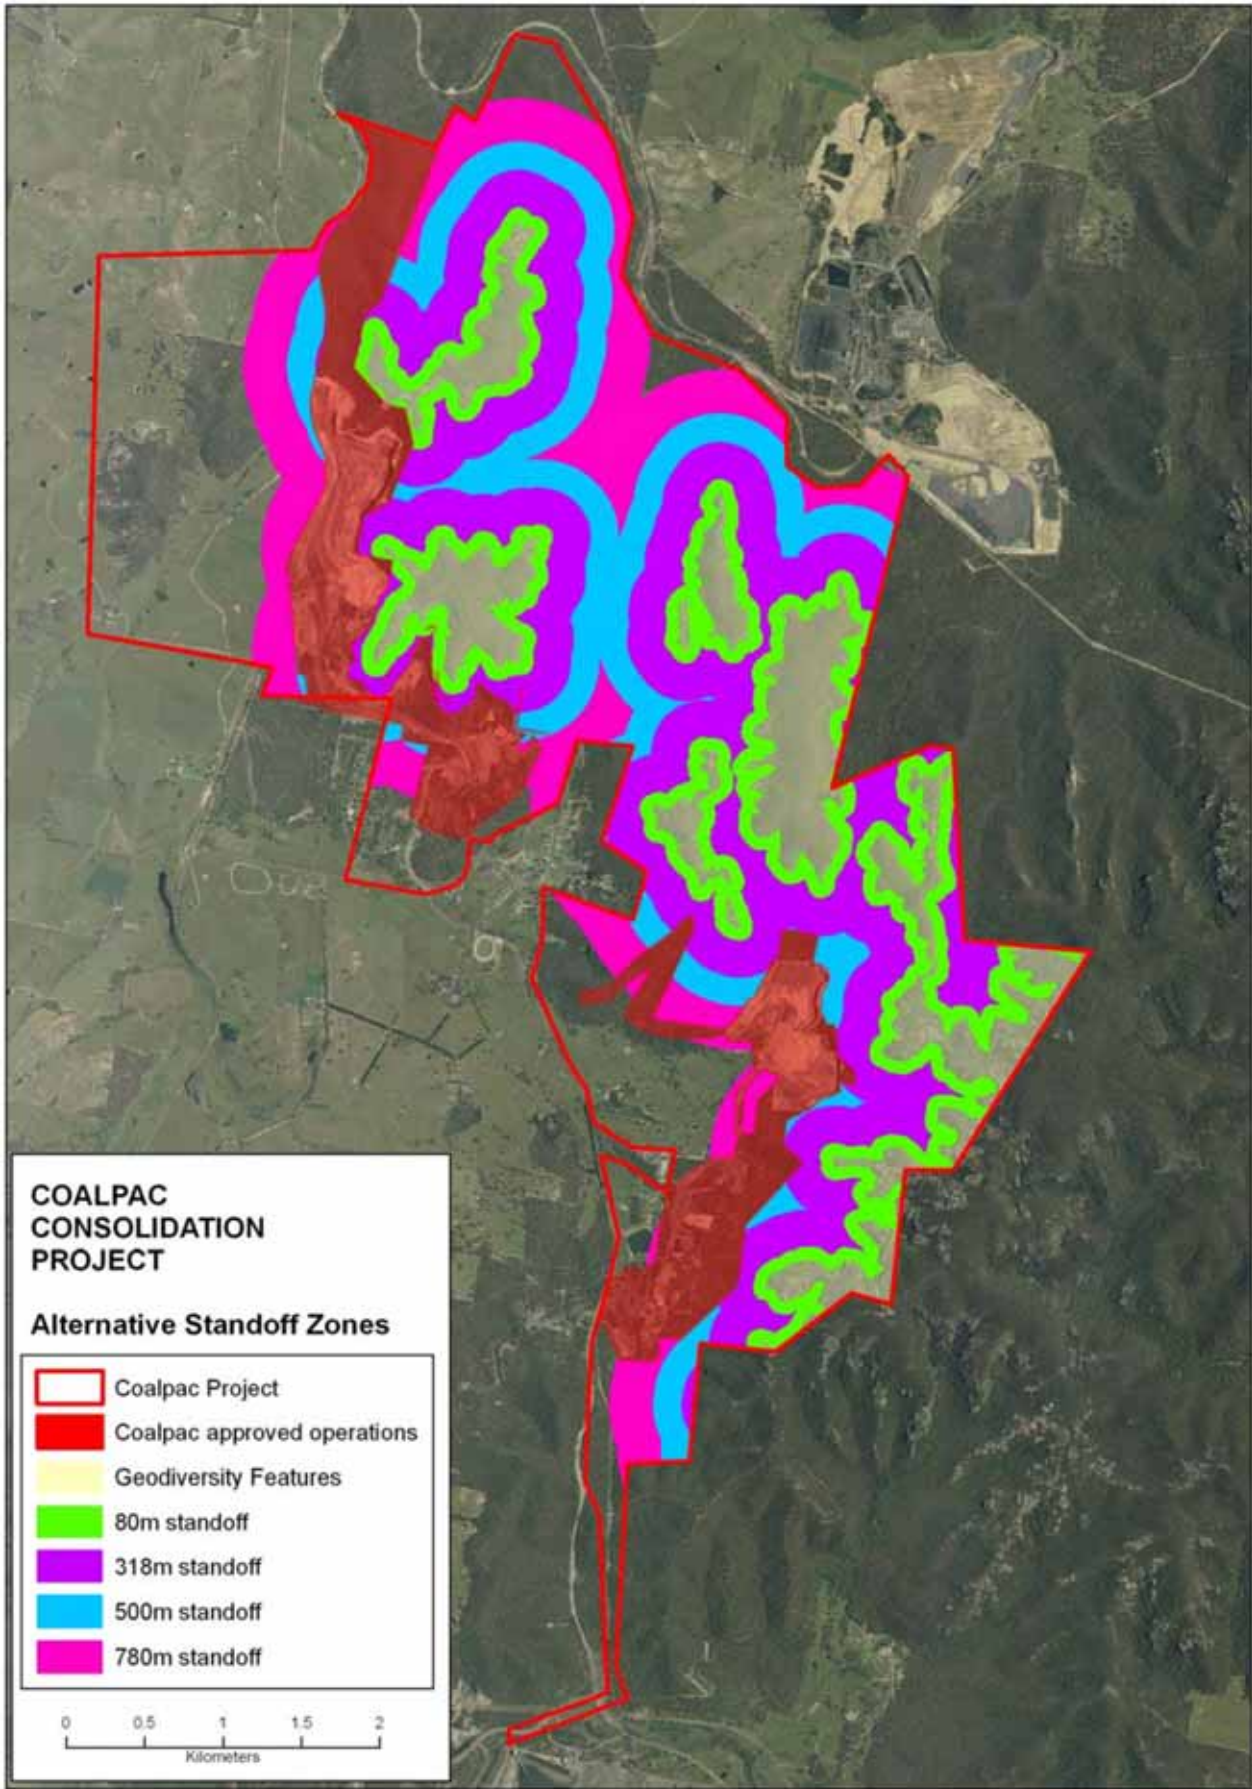 COALPAC
CONSOLIDATION
PROJECT
Alternative Standoff Zones
Coalpac Project
Coalpac approved operations
Geodiversity Features
80m standoff
318m standoff
500m standoff
780m standoff
0 0.5 1 1.5 2
Kilometers